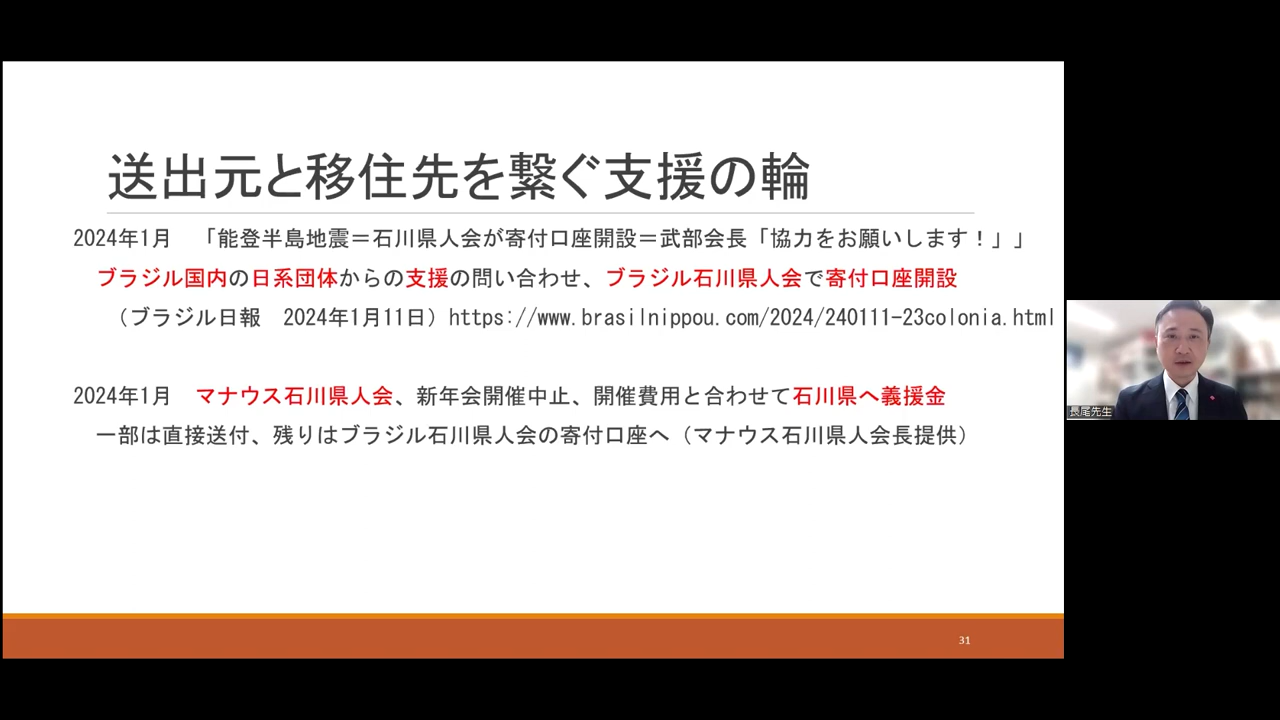 送出元と移住先を繋ぐ支援の輪
2024年1月　「能登半島地震＝石川県人会が寄付口座開設＝武部会長「協力をお願いします！」」
ブラジル国内の日系団体からの支援の問い合わせ、ブラジル石川県人会で寄付口座開設
（ブラジル日報　2024年1月11日）https://www.brasilnippou.com/2024/240111-23colonia.html
2024年1月　マナウス石川県人会、新年会開催中止、開催費用と合わせて石川県へ義援金
一部は直接送付、残りはブラジル石川県人会の寄付口座へ（マナウス石川県人会長提供）
31
長尾先生